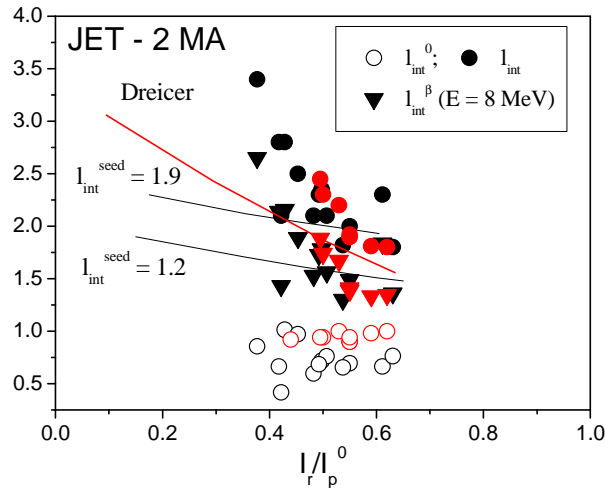 JET - 2 MA
l_int^0; l_int
l_int^β (E = 8 MeV)
Dreicer
l_int^seed = 1.9
l_int^seed = 1.2
4.0
3.5
3.0
2.5
2.0
1.5
1.0
0.5
0.0 0.2 0.4 0.6 0.8 1.0
I_r/I_p^0